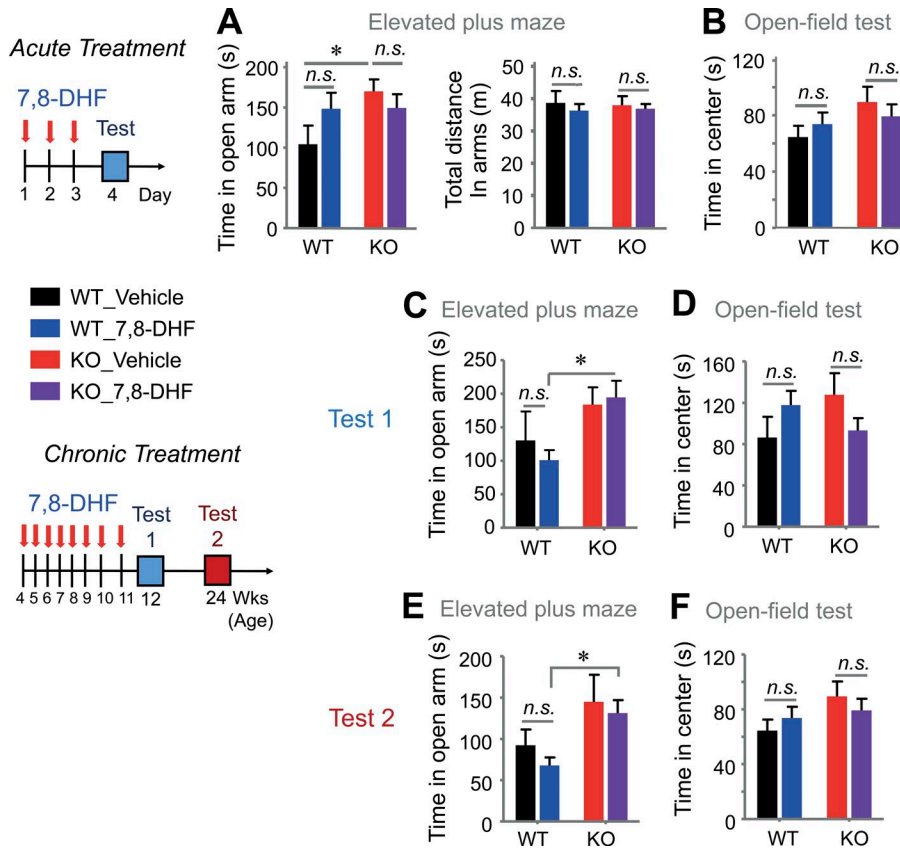 Acute Treatment
7,8-DHF
Test
1 2 3 4 Day
A Elevated plus maze
Time in open arm (s)
200
150
100
50
0
*
n.s.
n.s.
WT KO
Total distance
In arms (m)
50
40
30
20
10
0
n.s.
n.s.
WT KO
B Open-field test
Time in center (s)
120
80
40
0
n.s.
n.s.
WT KO
WT_Vehicle
WT_7,8-DHF
KO_Vehicle
KO_7,8-DHF
Chronic Treatment
7,8-DHF
Test
1
Test
2
4 5 6 7 8 9 10 11 12 24 Wks
(Age)
Test 1
C Elevated plus maze
Time in open arm (s)
250
200
150
100
50
0
n.s.
*
WT KO
D Open-field test
Time in center (s)
160
120
80
40
0
n.s.
n.s.
WT KO
Test 2
E Elevated plus maze
Time in open arm (s)
200
150
100
50
0
n.s.
*
WT KO
F Open-field test
Time in center (s)
120
80
40
0
n.s.
n.s.
WT KO